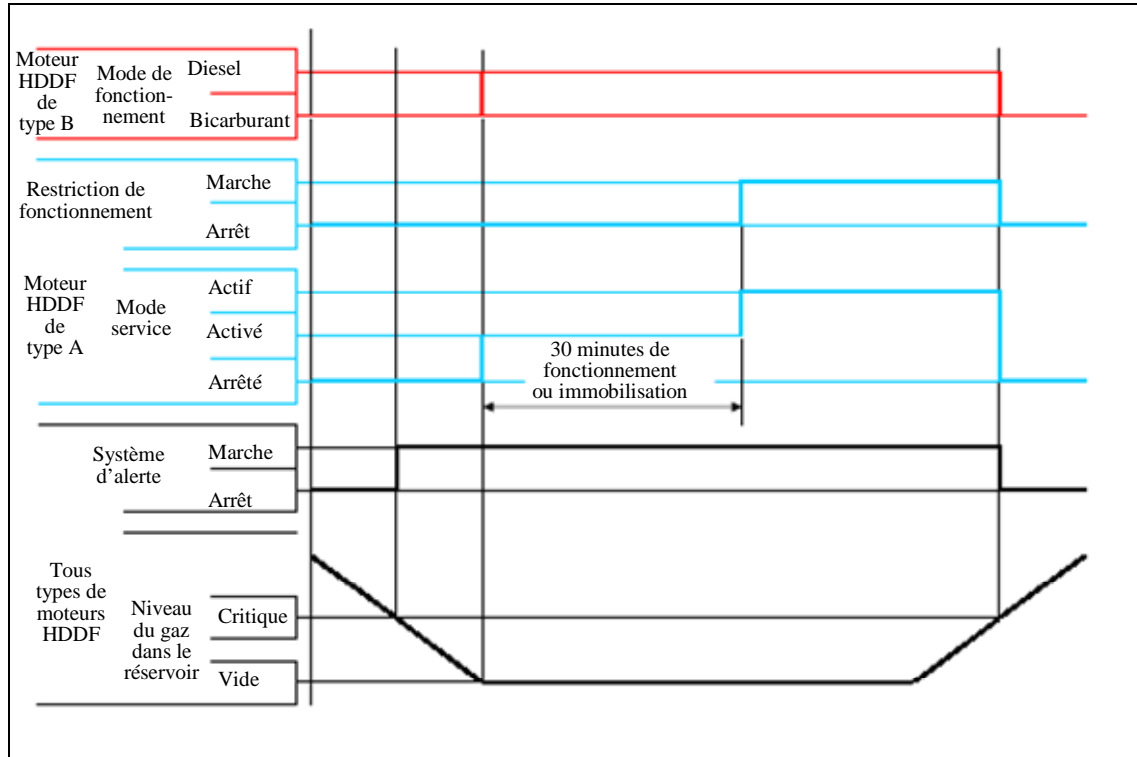 Moteur
HDDF
de
type B
Mode de
fonction-
nement
Diesel
Bicarburant
Restriction de
fonctionnement
Marche
Arrêt
Moteur
HDDF
de
type A
Mode
service
Actif
Activé
Arrêté
30 minutes de
fonctionnement
ou immobilisation
Système
d'alerte
Marche
Arrêt
Tous
types de
moteurs
HDDF
Niveau
du gaz
dans le
réservoir
Critique
Vide